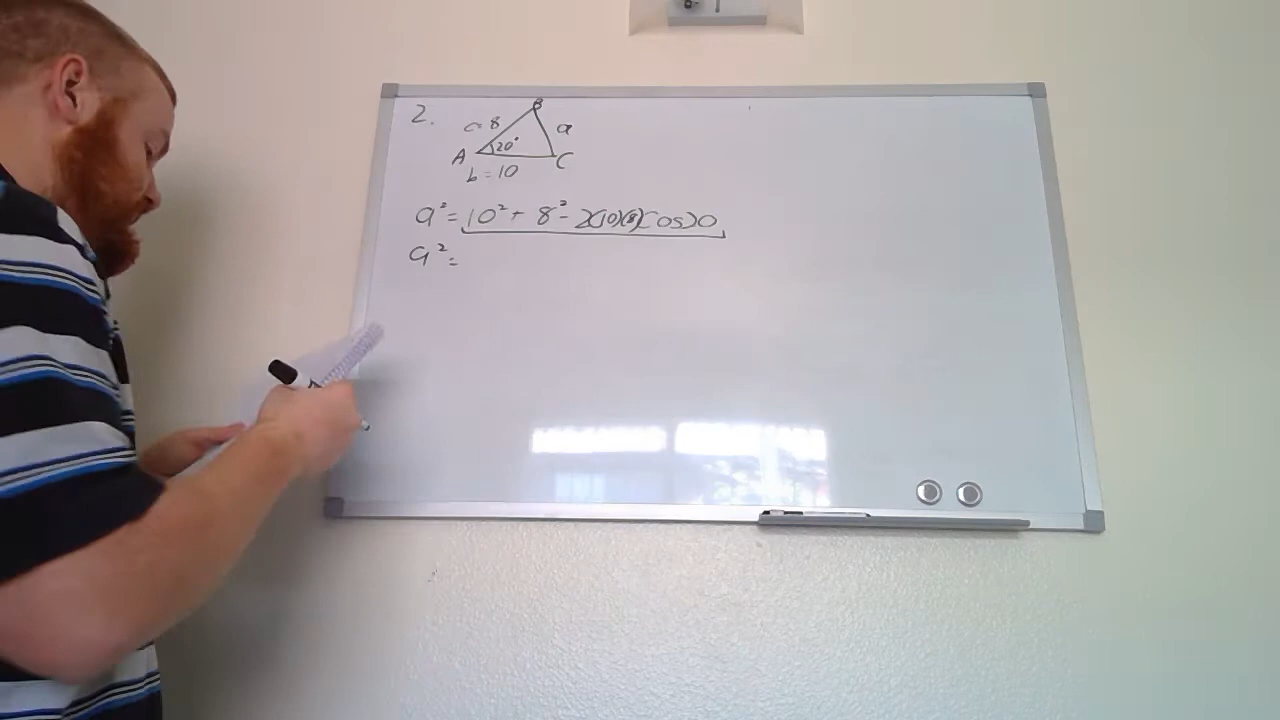 2.
B
c = 8
a
20°
A
C
b = 10
a² = 10² + 8² - 2(10)(8)Cos20
a² =